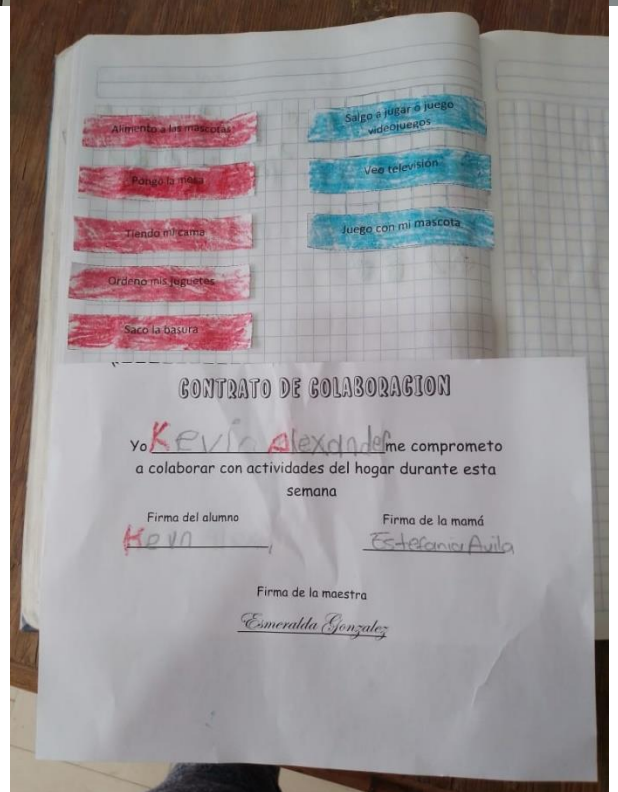 Alimento a las mascotas
Pongo la mesa
Tiendo mi cama
Ordeno mis juguetes
Saco la basura
Salgo a jugar o juego
videojuegos
Veo televisión
Juego con mi mascota
CONTRATO DE COLABORACION
Yo Kevin Alexander me comprometo
a colaborar con actividades del hogar durante esta
semana
Firma del alumno
Kevin
Firma de la mamá
Estefania Avila
Firma de la maestra
Esmeralda Gonzalez